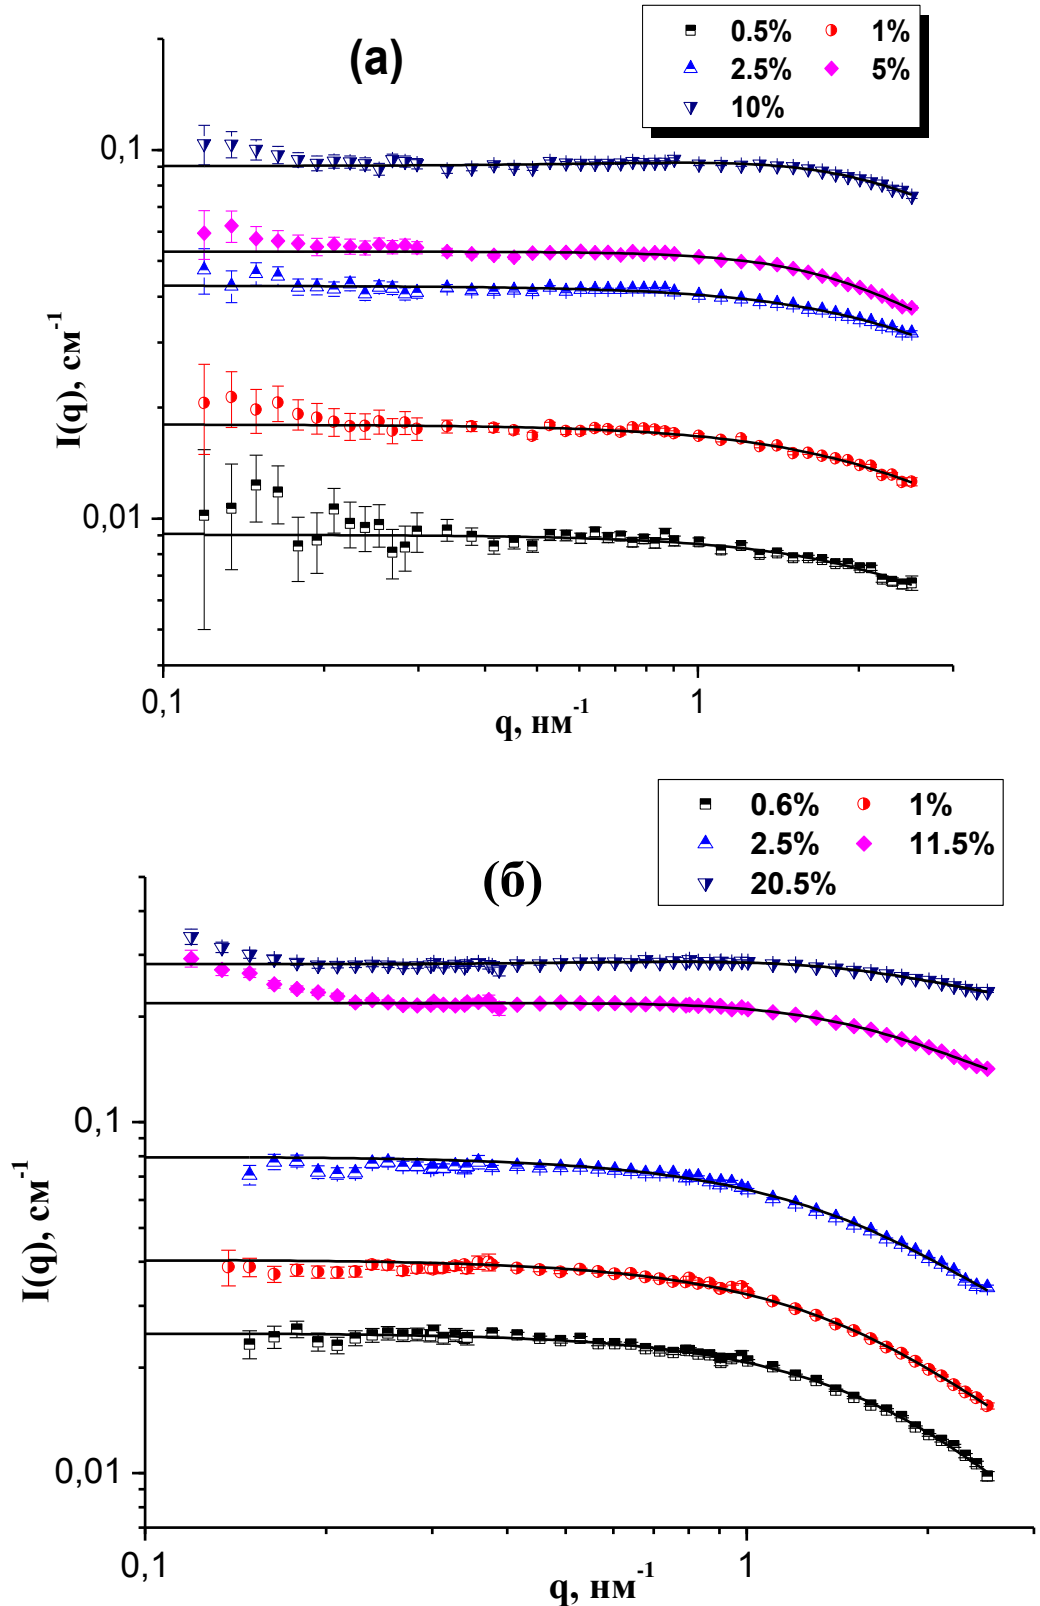 (a)
0.5% 1%
2.5% 5%
10%
0,1
0,01
I(q), см-1
0,1 1
q, нм-1
0.6% 1%
2.5% 11.5%
20.5%
(б)
0,1
0,01
I(q), см-1
0,1 1
q, нм-1